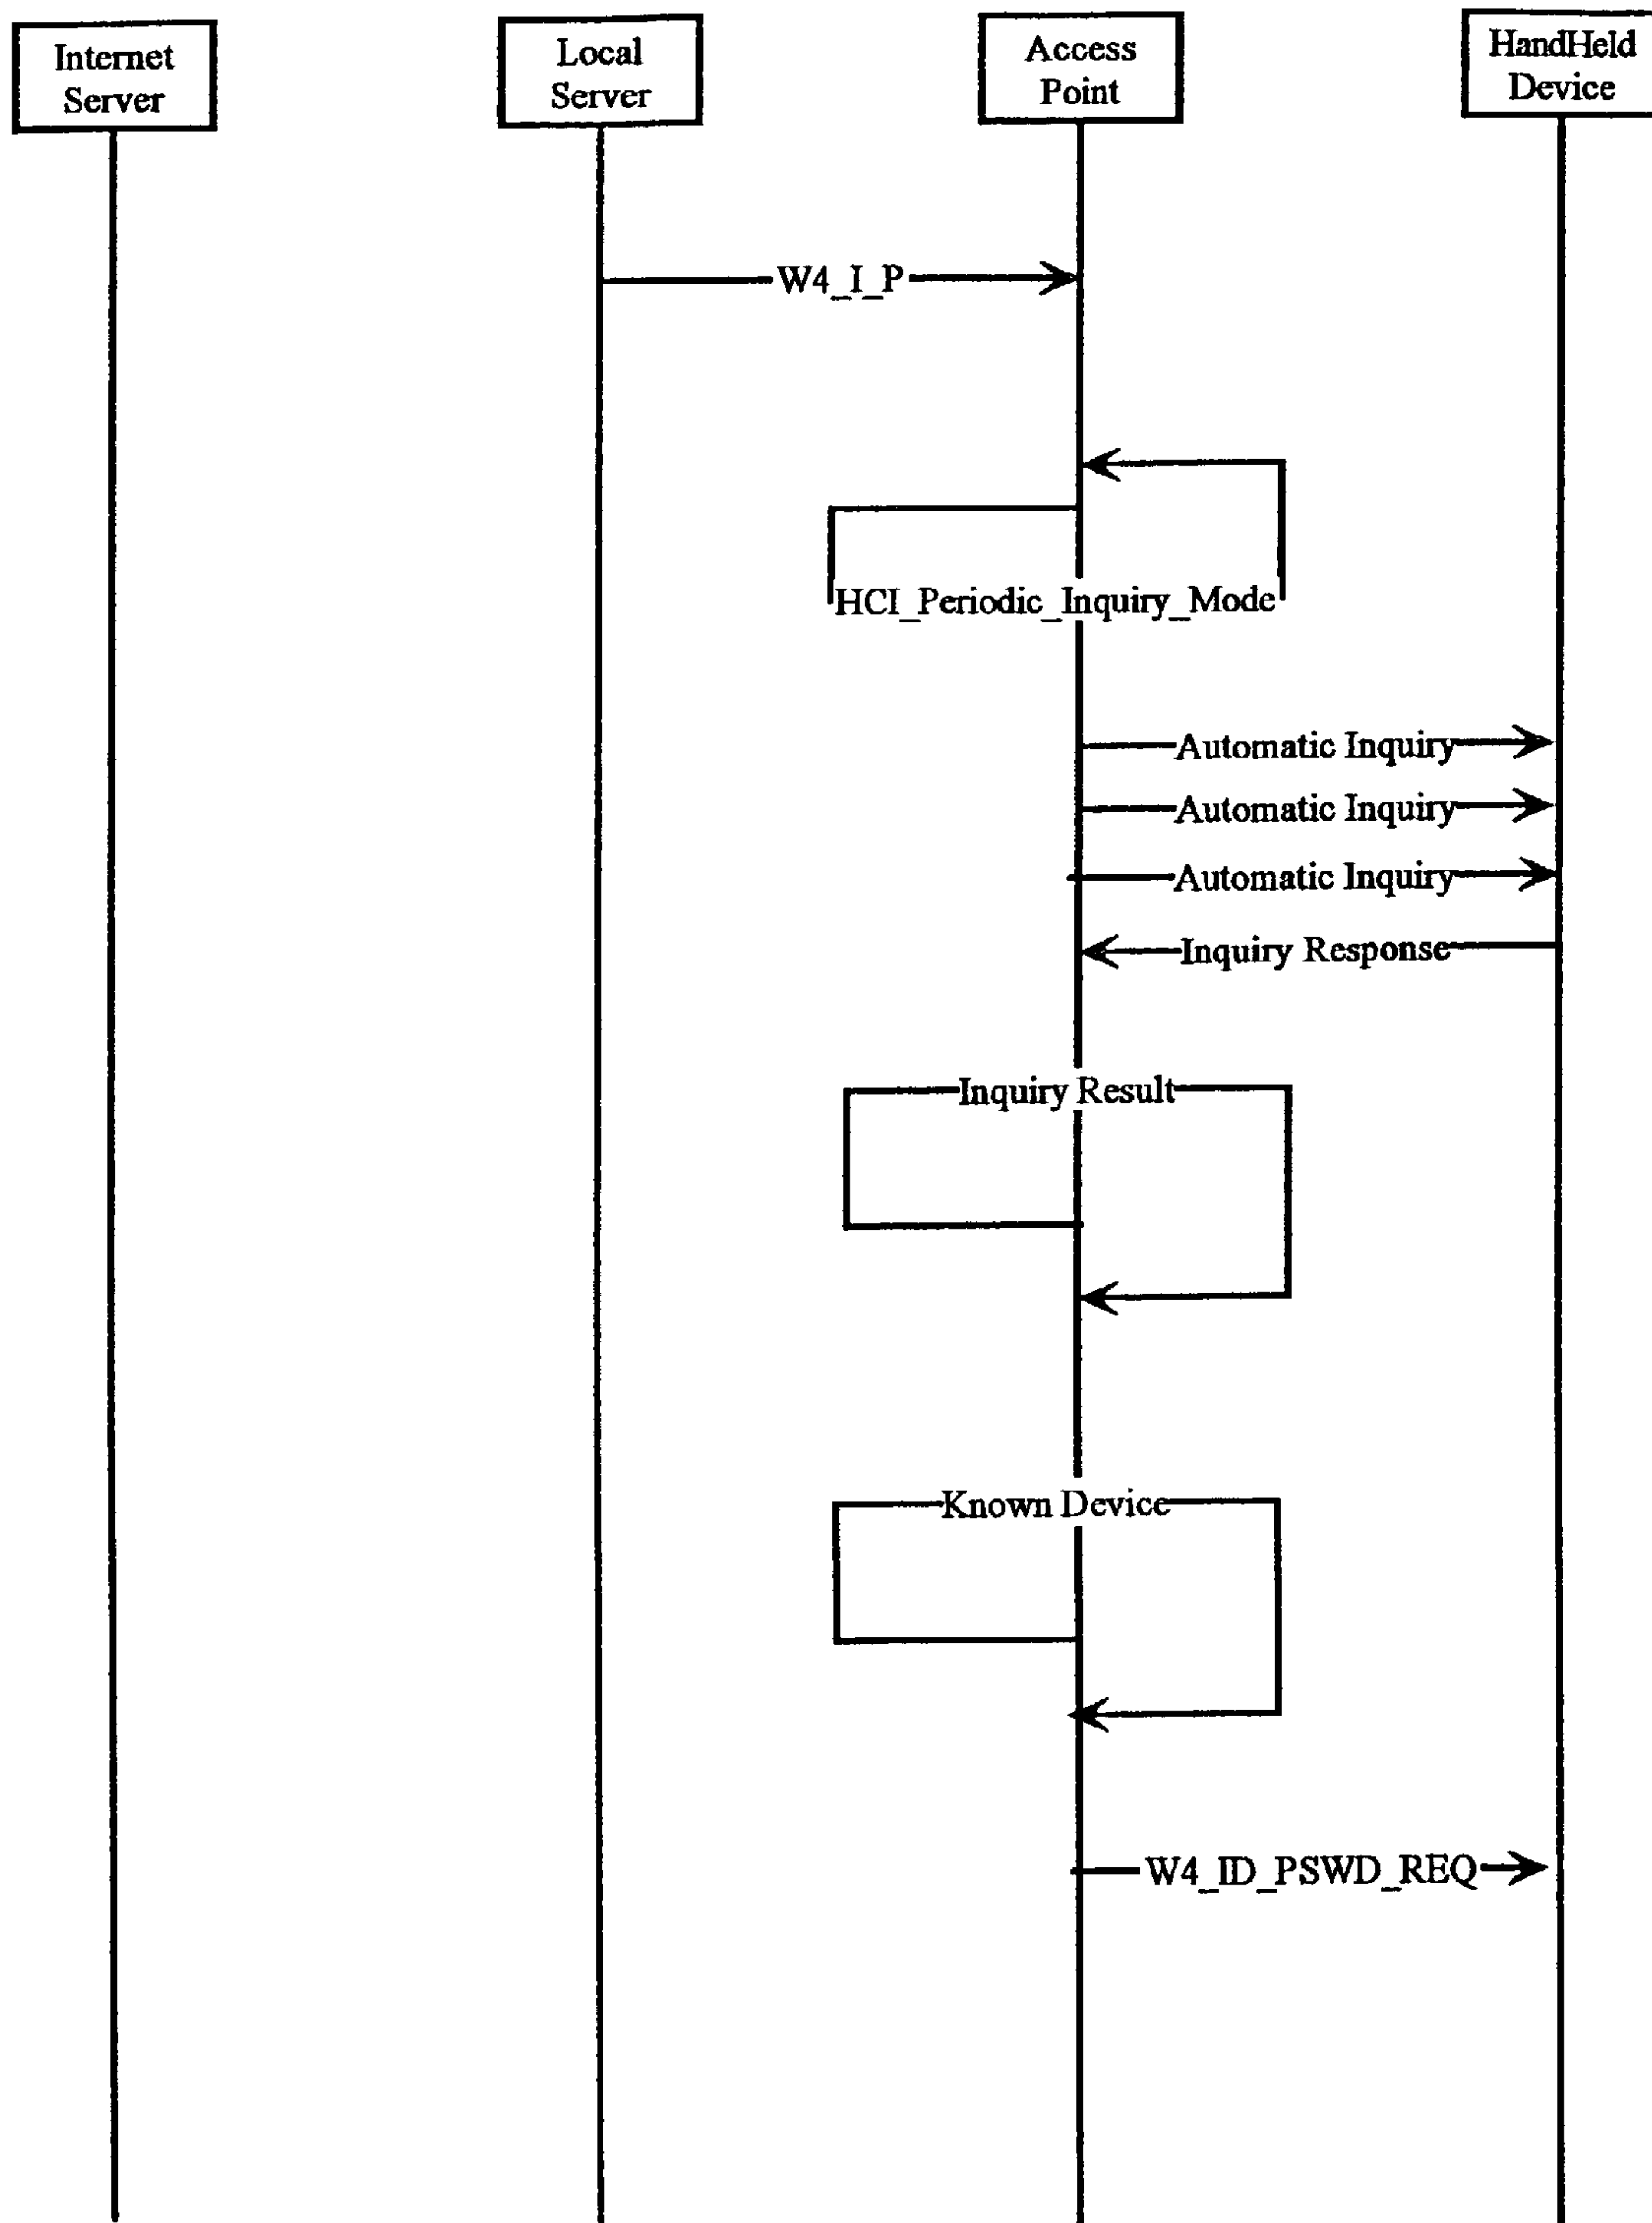 Internet
Server
Local
Server
Access
Point
HandHeld
Device
W4_I_P
HCI_Periodic_Inquiry_Mode
Automatic Inquiry
Automatic Inquiry
Automatic Inquiry
Inquiry Response
Inquiry Result
Known Device
W4_ID_PSWD_REQ